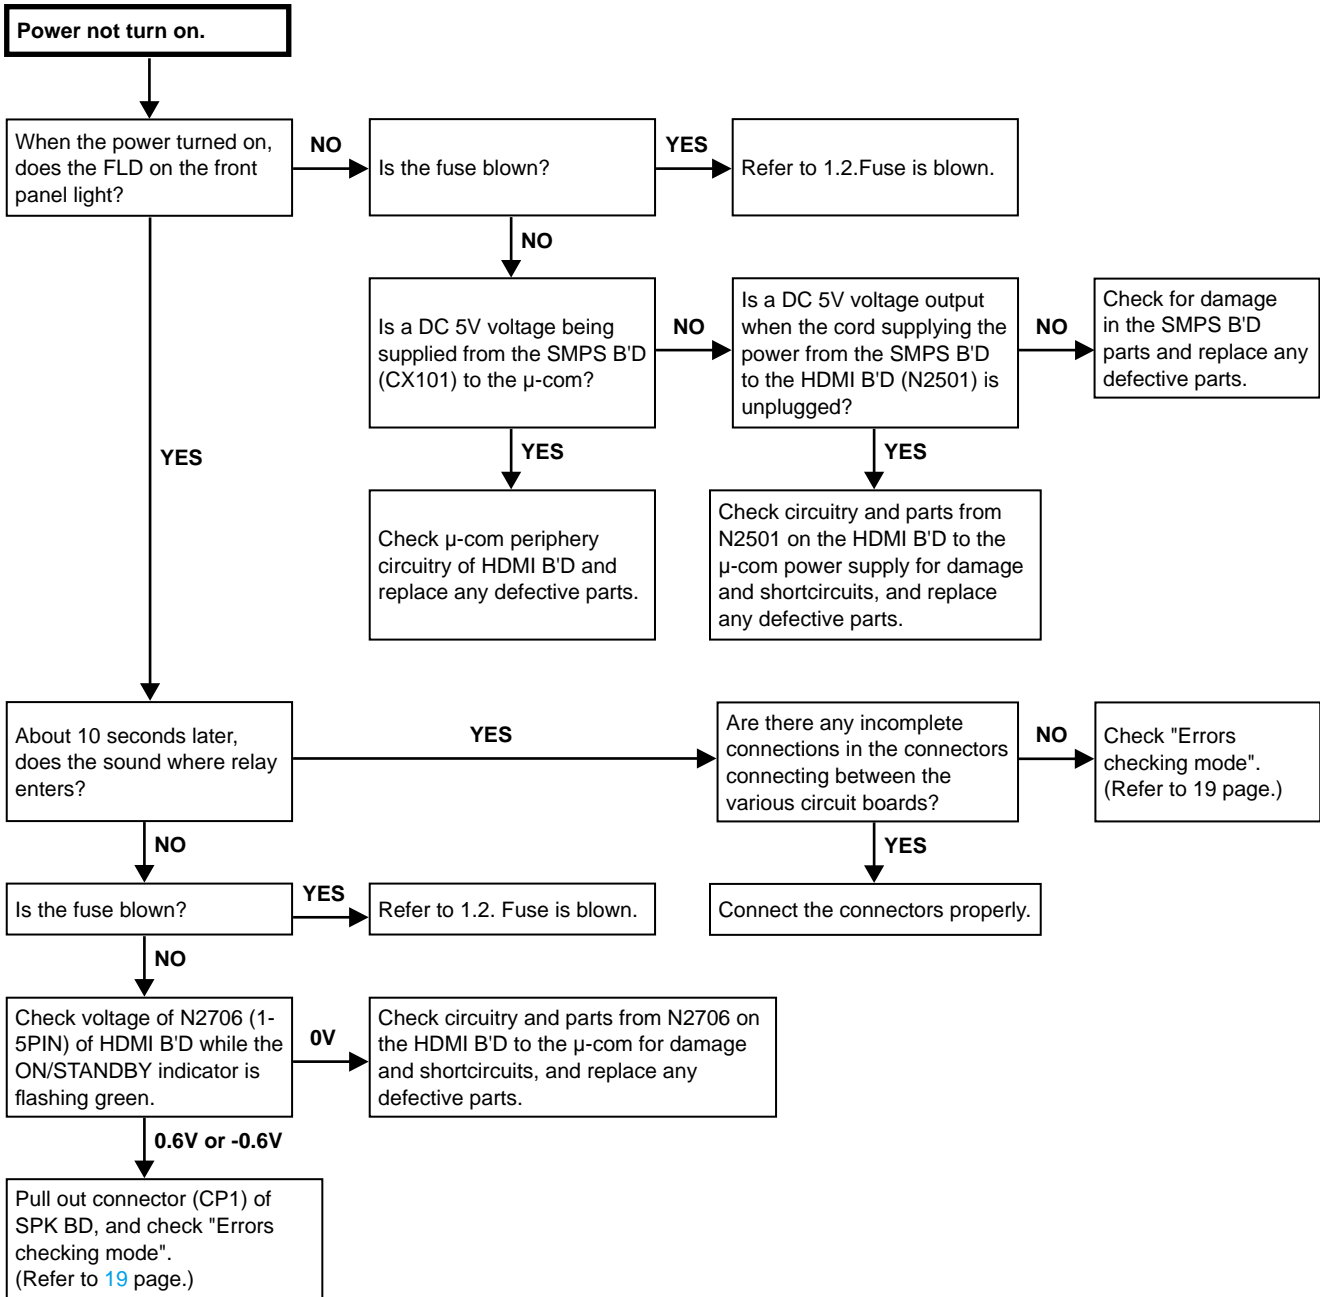 Power not turn on.
When the power turned on,
does the FLD on the front
panel light?
NO
Is the fuse blown?
YES
Refer to 1.2.Fuse is blown.
NO
Is a DC 5V voltage being
supplied from the SMPS B'D
(CX101) to the µ-com?
NO
Is a DC 5V voltage output
when the cord supplying the
power from the SMPS B'D
to the HDMI B'D (N2501) is
unplugged?
NO
Check for damage
in the SMPS B'D
parts and replace any
defective parts.
YES
YES
YES
Check µ-com periphery
circuitry of HDMI B'D and
replace any defective parts.
Check circuitry and parts from
N2501 on the HDMI B'D to the
µ-com power supply for damage
and shortcircuits, and replace
any defective parts.
About 10 seconds later,
does the sound where relay
enters?
YES
Are there any incomplete
connections in the connectors
connecting between the
various circuit boards?
NO
Check "Errors
checking mode".
(Refer to 19 page.)
NO
YES
Is the fuse blown?
YES
Refer to 1.2. Fuse is blown.
Connect the connectors properly.
NO
Check voltage of N2706 (1-
5PIN) of HDMI B'D while the
ON/STANDBY indicator is
flashing green.
0V
Check circuitry and parts from N2706 on
the HDMI B'D to the µ-com for damage
and shortcircuits, and replace any
defective parts.
0.6V or -0.6V
Pull out connector (CP1) of
SPK BD, and check "Errors
checking mode".
(Refer to 19 page.)